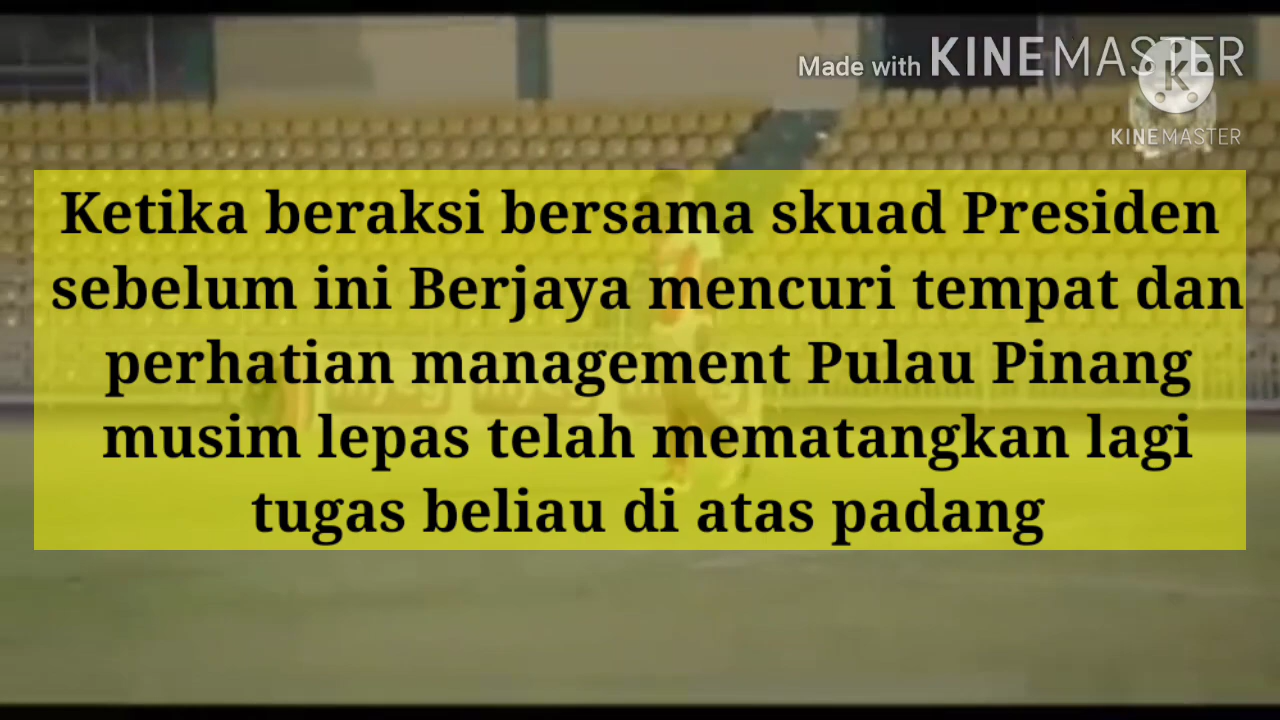 Made with KINEMASTER
K
KINEMASTER
Ketika beraksi bersama skuad Presiden
sebelum ini Berjaya mencuri tempat dan
perhatian management Pulau Pinang
musim lepas telah mematangkan lagi
tugas beliau di atas padang